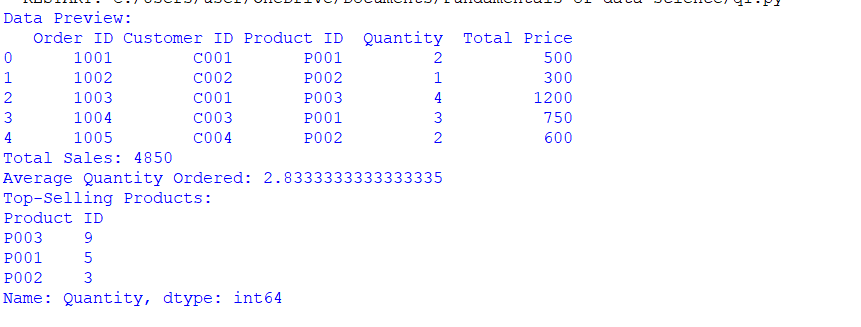 RESTART: C:/Users/user/OneDrive/Documents/Fundamentals of data science/q1.py
Data Preview:
   Order ID Customer ID Product ID  Quantity  Total Price
0      1001        C001       P001         2          500
1      1002        C002       P002         1          300
2      1003        C001       P003         4         1200
3      1004        C003       P001         3          750
4      1005        C004       P002         2          600
Total Sales: 4850
Average Quantity Ordered: 2.8333333333333335
Top-Selling Products:
Product ID
P003    9
P001    5
P002    3
Name: Quantity, dtype: int64